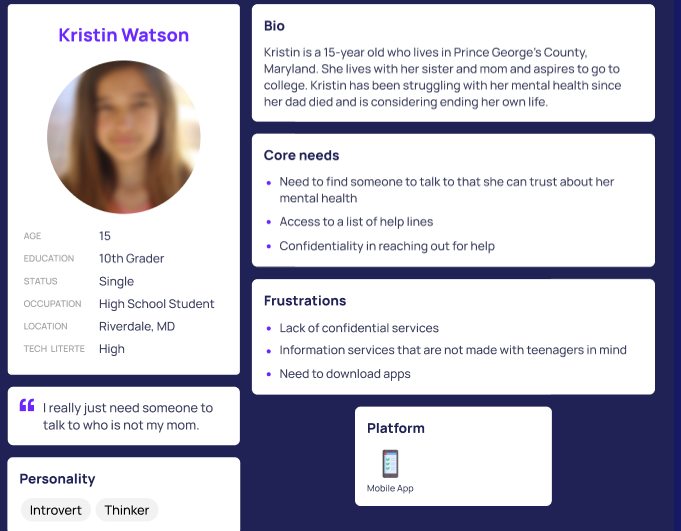 Kristin Watson
AGE 15
EDUCATION 10th Grader
STATUS Single
OCCUPATION High School Student
LOCATION Riverdale, MD
TECH LITERTE High
I really just need someone to
talk to who is not my mom.
Personality
Introvert Thinker
Bio
Kristin is a 15-year old who lives in Prince George's County,
Maryland. She lives with her sister and mom and aspires to go to
college. Kristin has been struggling with her mental health since
her dad died and is considering ending her own life.
Core needs
Need to find someone to talk to that she can trust about her
mental health
Access to a list of help lines
Confidentiality in reaching out for help
Frustrations
Lack of confidential services
Information services that are not made with teenagers in mind
Need to download apps
Platform
Mobile App